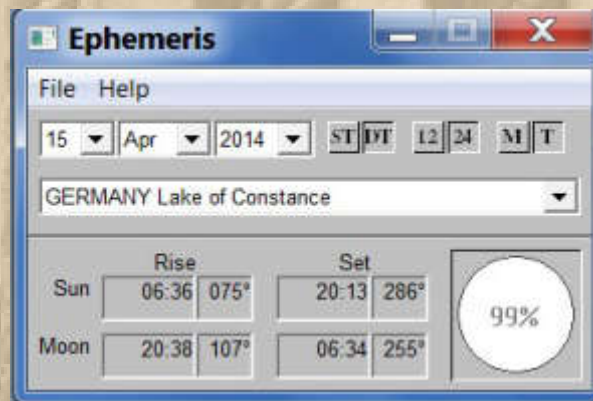 Ephemeris
File Help
15 Apr 2014 ST DT 12 24 M T
GERMANY Lake of Constance
Rise Set
Sun 06:36 075° 20:13 286°
99%
Moon 20:38 107° 06:34 255°